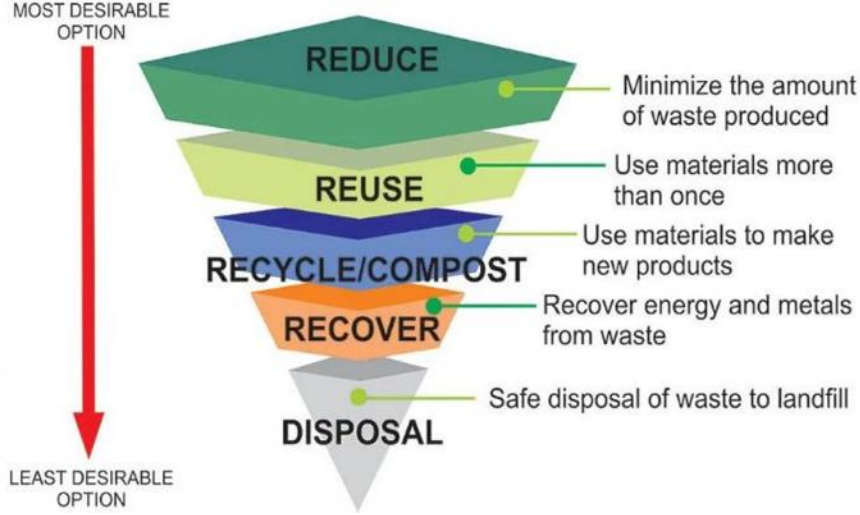 MOST DESIRABLE
OPTION
REDUCE
Minimize the amount
of waste produced
REUSE
Use materials more
than once
RECYCLE/COMPOST
Use materials to make
new products
RECOVER
Recover energy and metals
from waste
DISPOSAL
Safe disposal of waste to landfill
LEAST DESIRABLE
OPTION